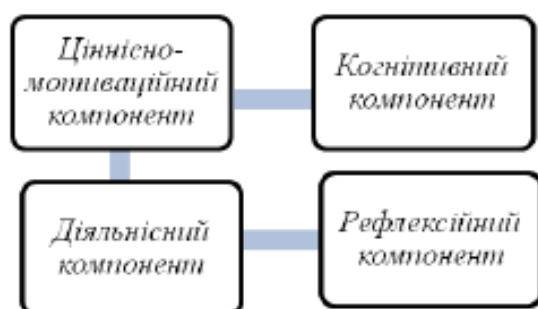 Ціннісно-
мотиваційний
компонент
Когнітивний
компонент
Діяльнісний
компонент
Рефлексійний
компонент